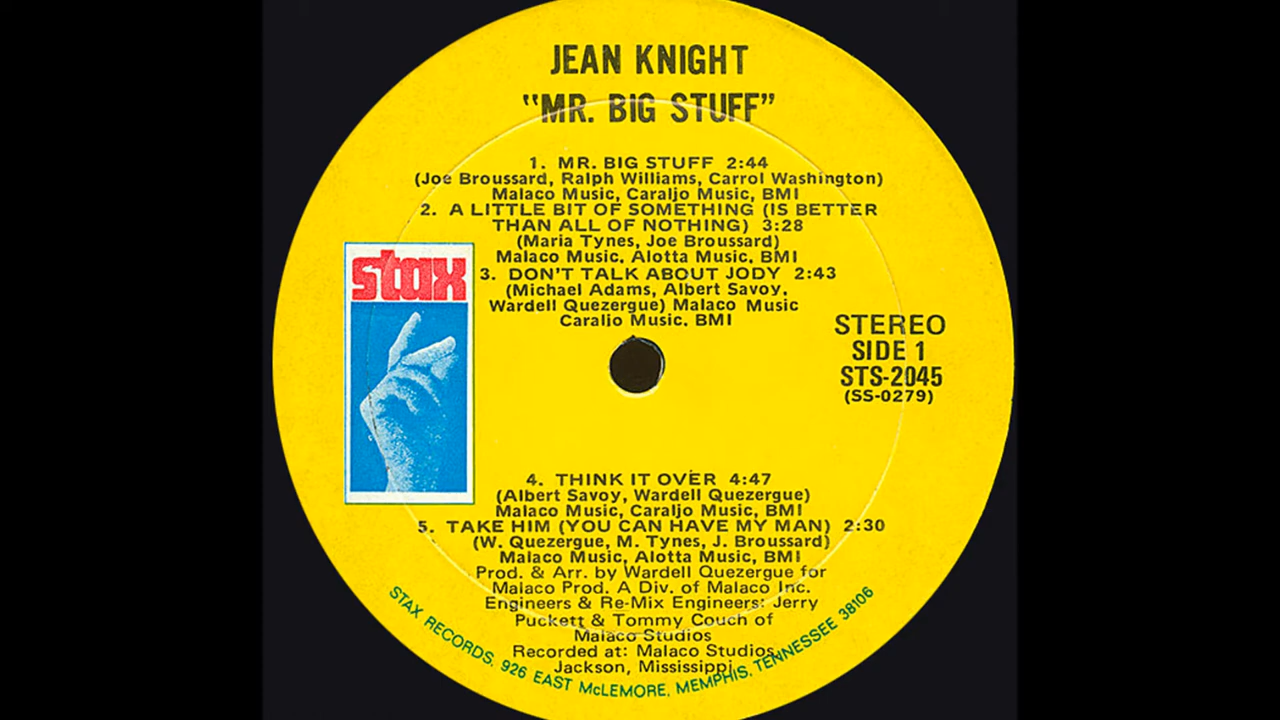 JEAN KNIGHT
"MR. BIG STUFF"
1. MR. BIG STUFF 2:44
(Joe Broussard, Ralph Williams, Carrol Washington)
Malaco Music, Caraljo Music, BMI
2. A LITTLE BIT OF SOMETHING (IS BETTER
THAN ALL OF NOTHING) 3:28
(Maria Tynes, Joe Broussard)
Malaco Music, Alotta Music, BMI
3. DON'T TALK ABOUT JODY 2:43
(Michael Adams, Albert Savoy,
Wardell Quezergue) Malaco Music
Caraljo Music, BMI
stax
STEREO
SIDE 1
STS-2045
(SS-0279)
4. THINK IT OVER 4:47
(Albert Savoy, Wardell Quezergue)
Malaco Music, Caraljo Music, BMI
5. TAKE HIM (YOU CAN HAVE MY MAN) 2:30
(W. Quezergue, M. Tynes, J. Broussard)
Malaco Music, Alotta Music, BMI
Prod. & Arr. by Wardell Quezergue for
Malaco Prod. A Div. of Malaco Inc.
Engineers & Re-Mix Engineers: Jerry
Puckett & Tommy Couch of
Malaco Studios
Recorded at: Malaco Studios,
Jackson, Mississippi
STAX RECORDS, 926 EAST McLEMORE, MEMPHIS, TENNESSEE 38106